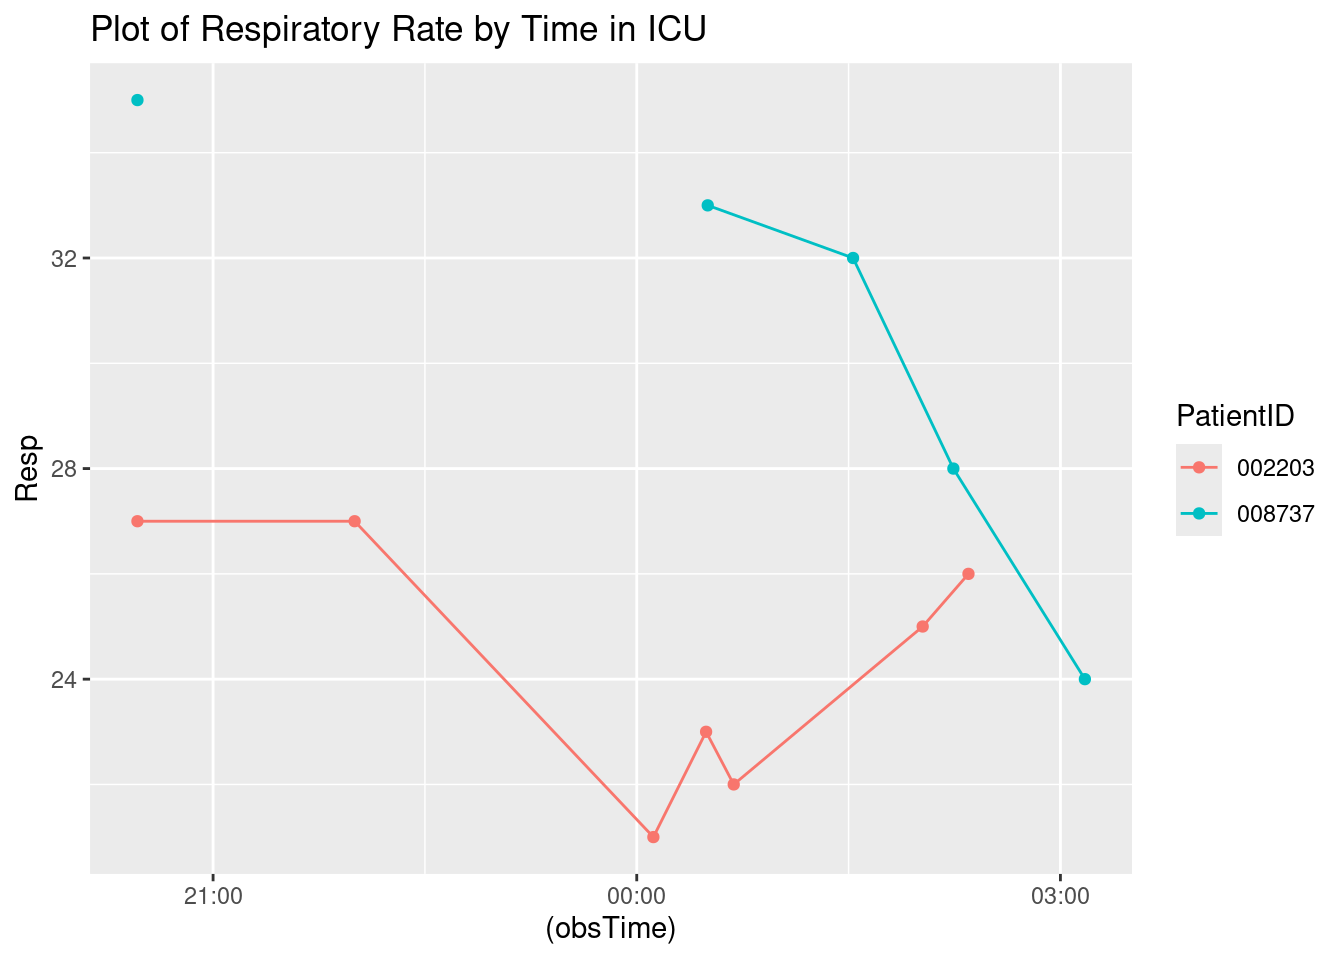 Plot of Respiratory Rate by Time in ICU
Resp
32
28
24
21:00
00:00
03:00
(obsTime)
PatientID
002203
008737